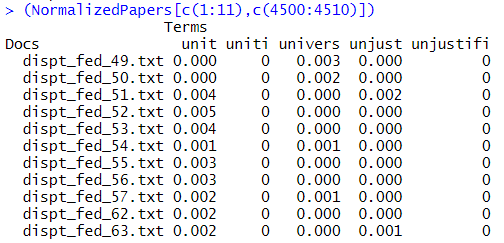 > (NormalizedPapers[c(1:11),c(4500:4510)])
Terms
Docs unit uniti univers unjust unjustifi
dispt_fed_49.txt 0.000 0 0.003 0.000 0
dispt_fed_50.txt 0.000 0 0.002 0.000 0
dispt_fed_51.txt 0.004 0 0.000 0.002 0
dispt_fed_52.txt 0.005 0 0.000 0.000 0
dispt_fed_53.txt 0.004 0 0.000 0.000 0
dispt_fed_54.txt 0.001 0 0.001 0.000 0
dispt_fed_55.txt 0.003 0 0.000 0.000 0
dispt_fed_56.txt 0.003 0 0.000 0.000 0
dispt_fed_57.txt 0.002 0 0.001 0.000 0
dispt_fed_62.txt 0.002 0 0.000 0.000 0
dispt_fed_63.txt 0.002 0 0.000 0.001 0